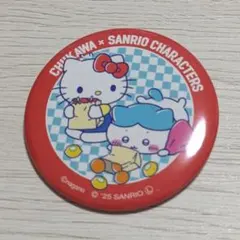 CHIIKAWA × SANRIO CHARACTERS
©nagano © '25 SANRIO Ⓛ